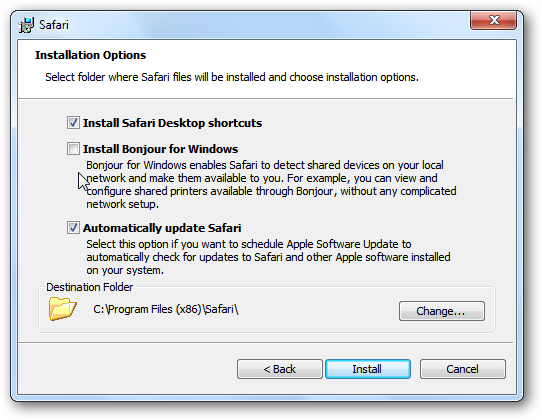 Safari
Installation Options
Select folder where Safari files will be installed and choose installation options.
Install Safari Desktop shortcuts
Install Bonjour for Windows
Bonjour for Windows enables Safari to detect shared devices on your local
network and make them available to you. For example, you can view and
configure shared printers available through Bonjour, without any complicated
network setup.
Automatically update Safari
Select this option if you want to schedule Apple Software Update to
automatically check for updates to Safari and other Apple software installed
on your system.
Destination Folder
C:\Program Files (x86)\Safari\
Change...
< Back
Install
Cancel